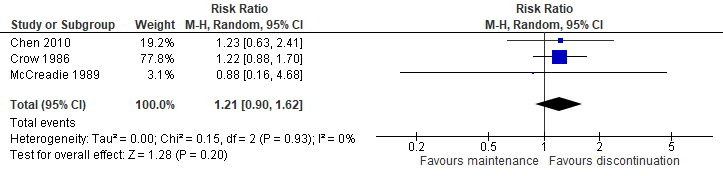 Risk Ratio Risk Ratio
Study or Subgroup Weight M-H, Random, 95% CI M-H, Random, 95% CI
Chen 2010 19.2% 1.23 [0.63, 2.41]
Crow 1986 77.8% 1.22 [0.88, 1.70]
McCreadie 1989 3.1% 0.88 [0.16, 4.68]
Total (95% CI) 100.0% 1.21 [0.90, 1.62]
Total events
Heterogeneity: Tau² = 0.00; Chi² = 0.15, df = 2 (P = 0.93); I² = 0%
Test for overall effect: Z = 1.28 (P = 0.20)
0.2 0.5 1 2 5
Favours maintenance Favours discontinuation